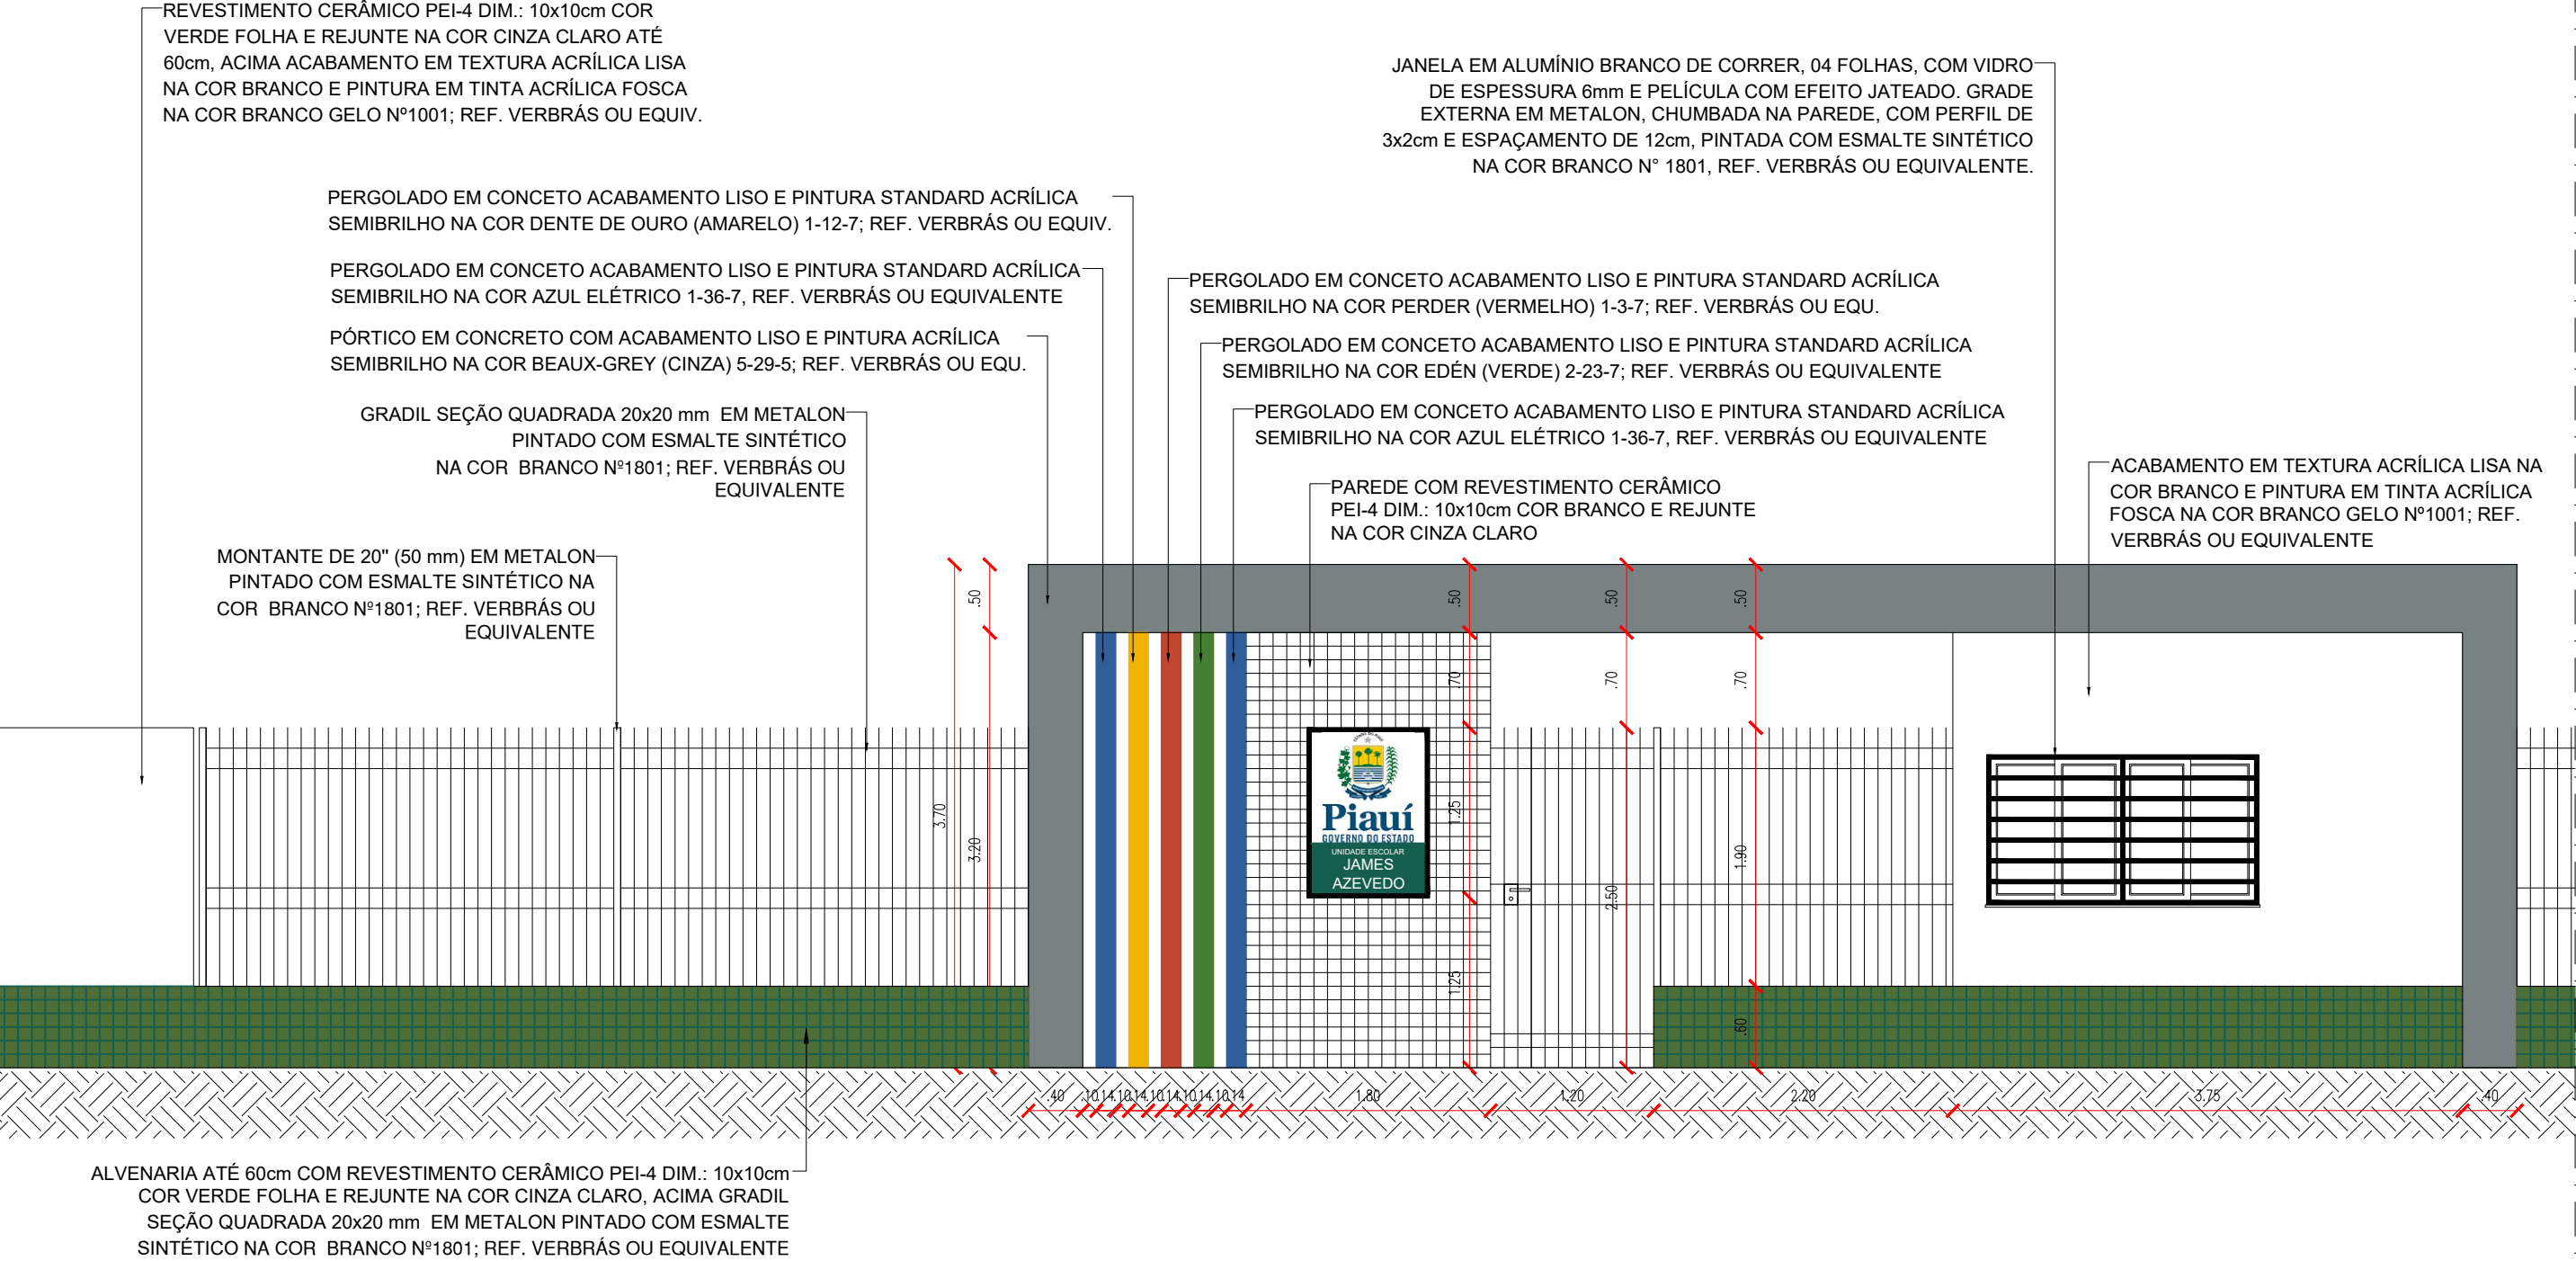 REVESTIMENTO CERÂMICO PEI-4 DIM.: 10x10cm COR
VERDE FOLHA E REJUNTE NA COR CINZA CLARO ATÉ
60cm, ACIMA ACABAMENTO EM TEXTURA ACRÍLICA LISA
NA COR BRANCO E PINTURA EM TINTA ACRÍLICA FOSCA
NA COR BRANCO GELO Nº1001; REF. VERBRÁS OU EQUIV.
JANELA EM ALUMÍNIO BRANCO DE CORRER, 04 FOLHAS, COM VIDRO
DE ESPESSURA 6mm E PELÍCULA COM EFEITO JATEADO. GRADE
EXTERNA EM METALON, CHUMBADA NA PAREDE, COM PERFIL DE
3x2cm E ESPAÇAMENTO DE 12cm, PINTADA COM ESMALTE SINTÉTICO
NA COR BRANCO N° 1801, REF. VERBRÁS OU EQUIVALENTE.
PERGOLADO EM CONCETO ACABAMENTO LISO E PINTURA STANDARD ACRÍLICA
SEMIBRILHO NA COR DENTE DE OURO (AMARELO) 1-12-7; REF. VERBRÁS OU EQUIV.
PERGOLADO EM CONCETO ACABAMENTO LISO E PINTURA STANDARD ACRÍLICA
SEMIBRILHO NA COR AZUL ELÉTRICO 1-36-7, REF. VERBRÁS OU EQUIVALENTE
PERGOLADO EM CONCETO ACABAMENTO LISO E PINTURA STANDARD ACRÍLICA
SEMIBRILHO NA COR PERDER (VERMELHO) 1-3-7; REF. VERBRÁS OU EQU.
PÓRTICO EM CONCRETO COM ACABAMENTO LISO E PINTURA ACRÍLICA
SEMIBRILHO NA COR BEAUX-GREY (CINZA) 5-29-5; REF. VERBRÁS OU EQU.
PERGOLADO EM CONCETO ACABAMENTO LISO E PINTURA STANDARD ACRÍLICA
SEMIBRILHO NA COR EDÉN (VERDE) 2-23-7; REF. VERBRÁS OU EQUIVALENTE
GRADIL SEÇÃO QUADRADA 20x20 mm EM METALON
PINTADO COM ESMALTE SINTÉTICO
NA COR BRANCO Nº1801; REF. VERBRÁS OU
EQUIVALENTE
PERGOLADO EM CONCETO ACABAMENTO LISO E PINTURA STANDARD ACRÍLICA
SEMIBRILHO NA COR AZUL ELÉTRICO 1-36-7, REF. VERBRÁS OU EQUIVALENTE
PAREDE COM REVESTIMENTO CERÂMICO
PEI-4 DIM.: 10x10cm COR BRANCO E REJUNTE
NA COR CINZA CLARO
ACABAMENTO EM TEXTURA ACRÍLICA LISA NA
COR BRANCO E PINTURA EM TINTA ACRÍLICA
FOSCA NA COR BRANCO GELO Nº1001; REF.
VERBRÁS OU EQUIVALENTE
MONTANTE DE 20" (50 mm) EM METALON
PINTADO COM ESMALTE SINTÉTICO NA
COR BRANCO Nº1801; REF. VERBRÁS OU
EQUIVALENTE
.50
.50
.50
.50
.70
.70
.70
3.70
3.20
1.25
1.90
2.50
1.25
.60
ESTADO DO PIAUÍ
Piauí
GOVERNO DO ESTADO
UNIDADE ESCOLAR
JAMES
AZEVEDO
.40 .10 .14 .10 .14 .10 .14 .10 .14 .10 .14 1.80 1.20 2.20 3.75 .40
ALVENARIA ATÉ 60cm COM REVESTIMENTO CERÂMICO PEI-4 DIM.: 10x10cm
COR VERDE FOLHA E REJUNTE NA COR CINZA CLARO, ACIMA GRADIL
SEÇÃO QUADRADA 20x20 mm EM METALON PINTADO COM ESMALTE
SINTÉTICO NA COR BRANCO Nº1801; REF. VERBRÁS OU EQUIVALENTE